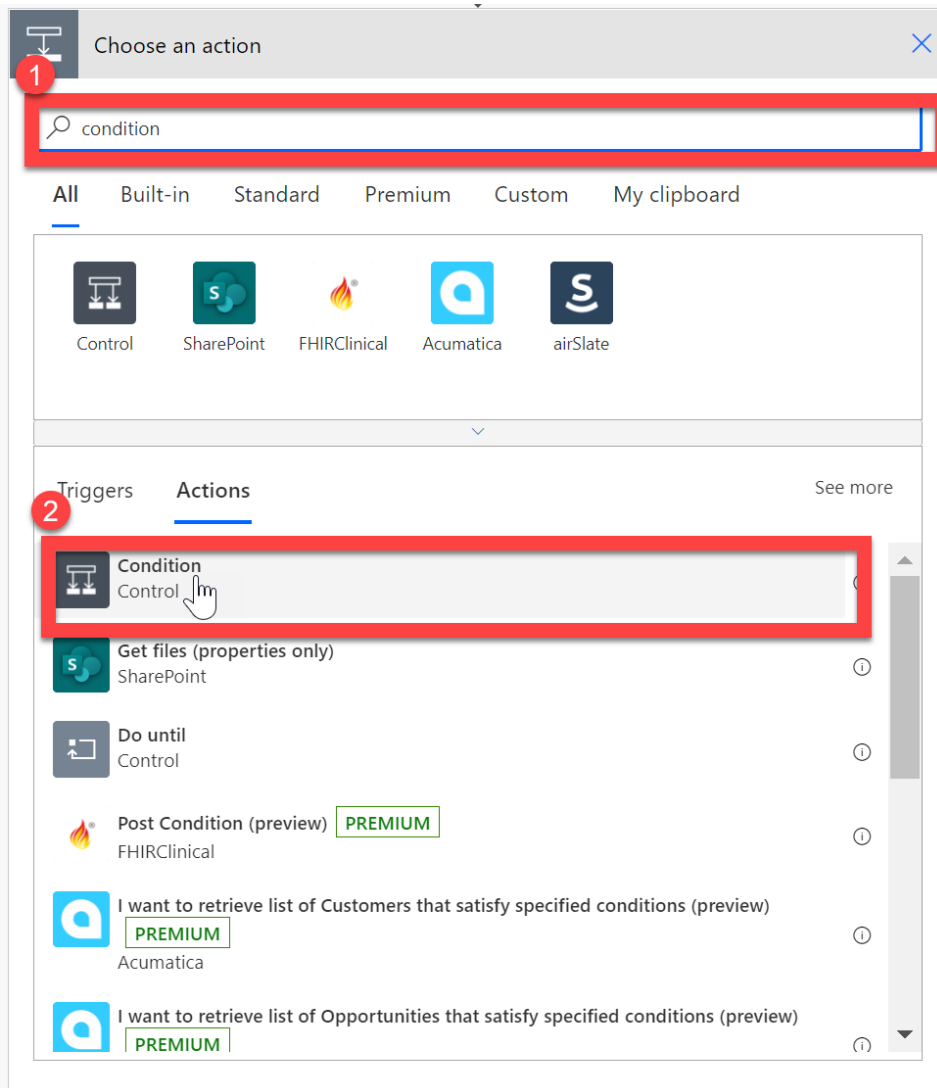 Choose an action
1
condition
All Built-in Standard Premium Custom My clipboard
S S
Control SharePoint FHIRClinical Acumatica airSlate
Triggers Actions See more
2
Condition
Control
S
Get files (properties only)
SharePoint
Do until
Control
Post Condition (preview) PREMIUM
FHIRClinical
I want to retrieve list of Customers that satisfy specified conditions (preview)
PREMIUM
Acumatica
I want to retrieve list of Opportunities that satisfy specified conditions (preview)
PREMIUM